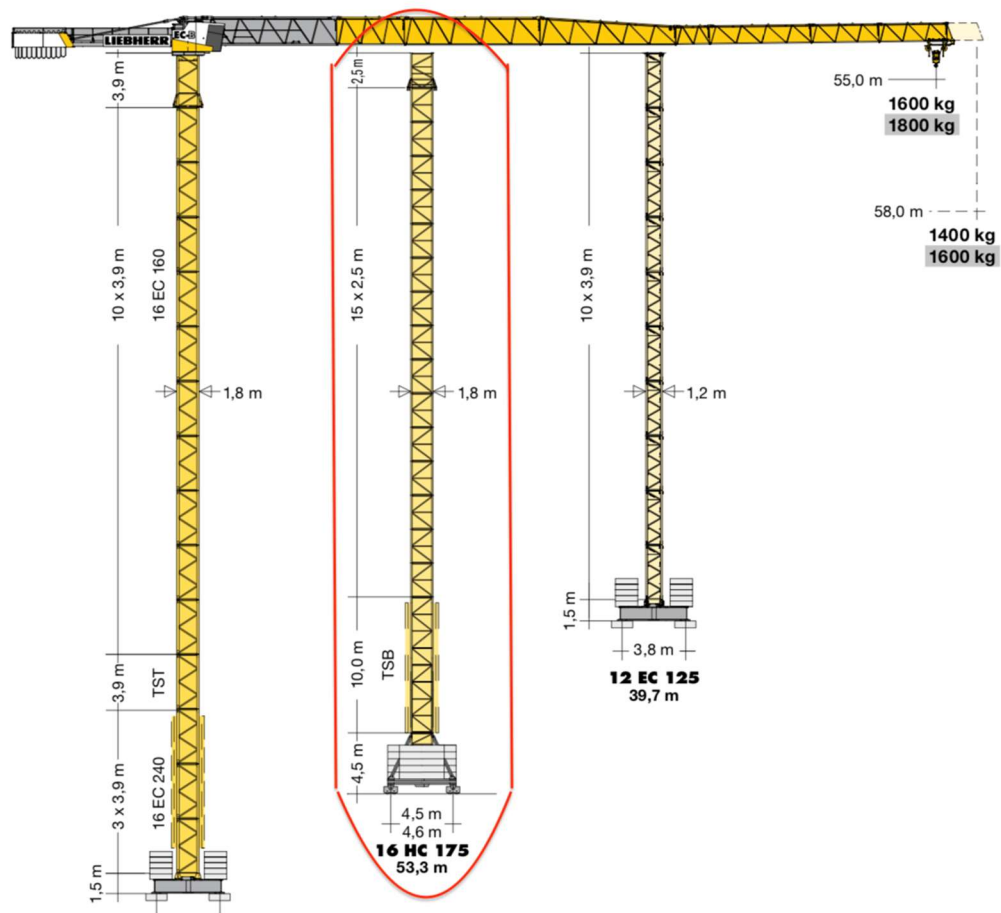 LIEBHERR
EC-B
3,9 m
10 x 3,9 m
16 EC 160
1,8 m
3,9 m
TST
3 x 3,9 m
16 EC 240
1,5 m
2,5 m
15 x 2,5 m
1,8 m
10,0 m
TSB
4,5 m
4,5 m
4,6 m
16 HC 175
53,3 m
10 x 3,9 m
1,2 m
1,5 m
3,8 m
12 EC 125
39,7 m
55,0 m
1600 kg
1800 kg
58,0 m
1400 kg
1600 kg